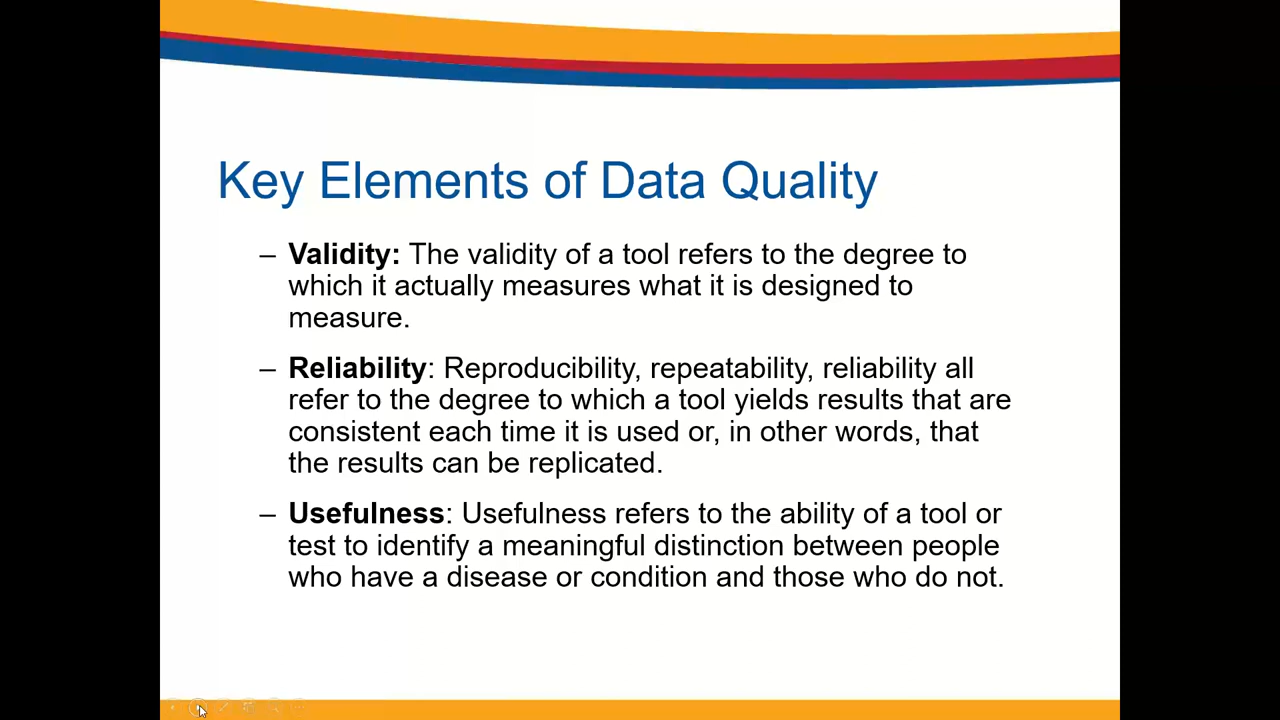 Key Elements of Data Quality
– Validity: The validity of a tool refers to the degree to
which it actually measures what it is designed to
measure.
– Reliability: Reproducibility, repeatability, reliability all
refer to the degree to which a tool yields results that are
consistent each time it is used or, in other words, that
the results can be replicated.
– Usefulness: Usefulness refers to the ability of a tool or
test to identify a meaningful distinction between people
who have a disease or condition and those who do not.